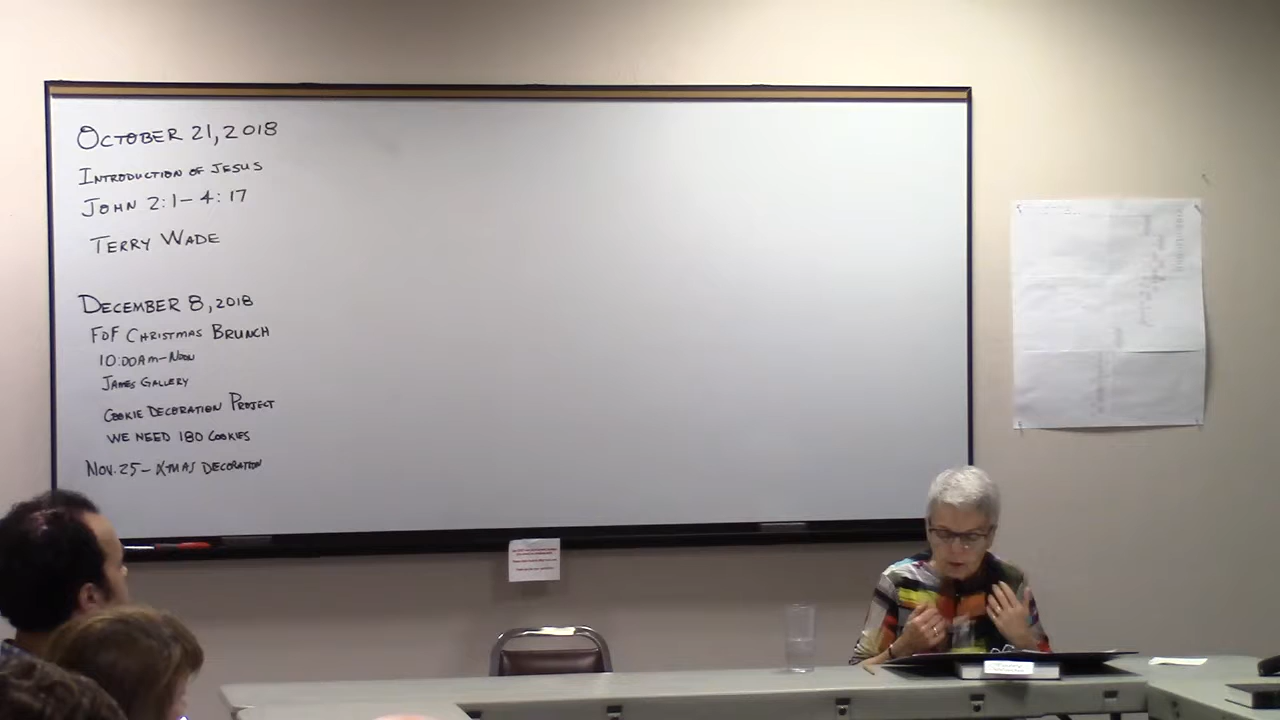 OCTOBER 21, 2018
INTRODUCTION OF JESUS
JOHN 2:1-4:17
TERRY WADE
DECEMBER 8, 2018
FOF CHRISTMAS BRUNCH
10:00AM-NOON
JAMES GALLERY
COOKIE DECORATION PROJECT
WE NEED 180 COOKIES
NOV. 25- XMAS DECORATION